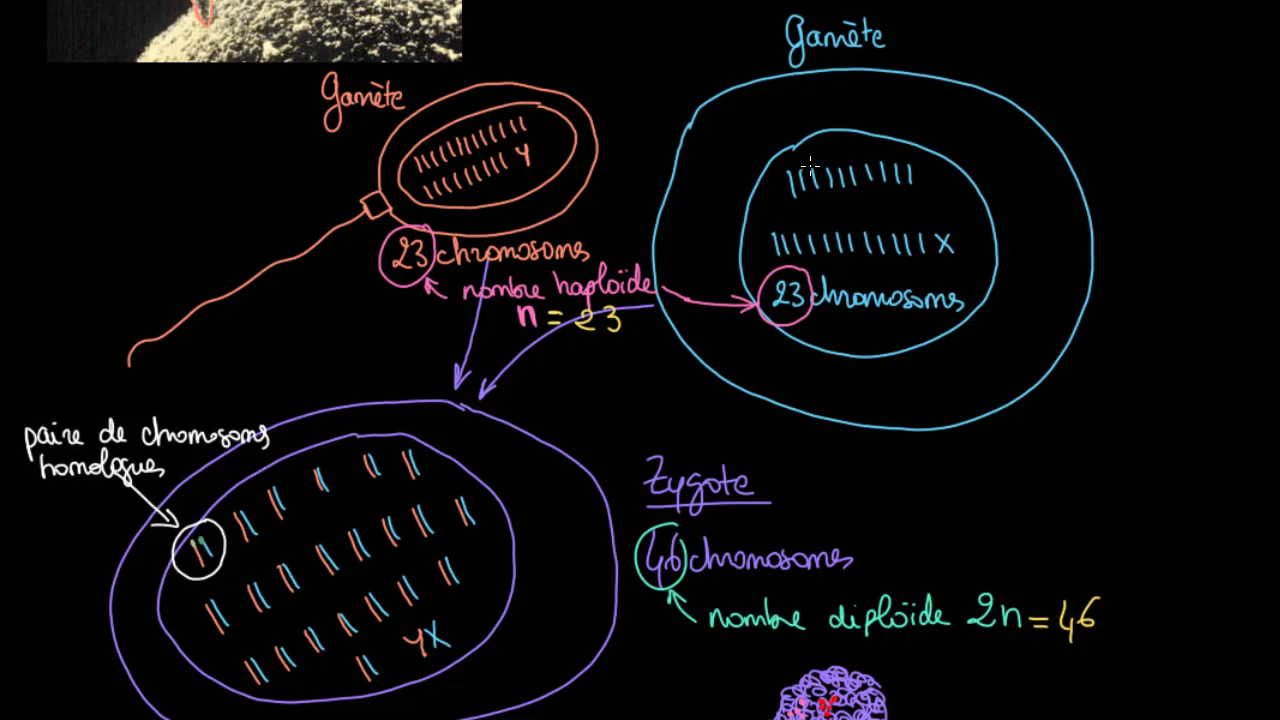 Gamète
Gamète
Y
X
23 chromosomes
23 chromosomes
nombre haploïde
n = 23
paire de chromosoms
homologues
Zygote
46 chromosomes
nombre diploïde 2n = 46
YX